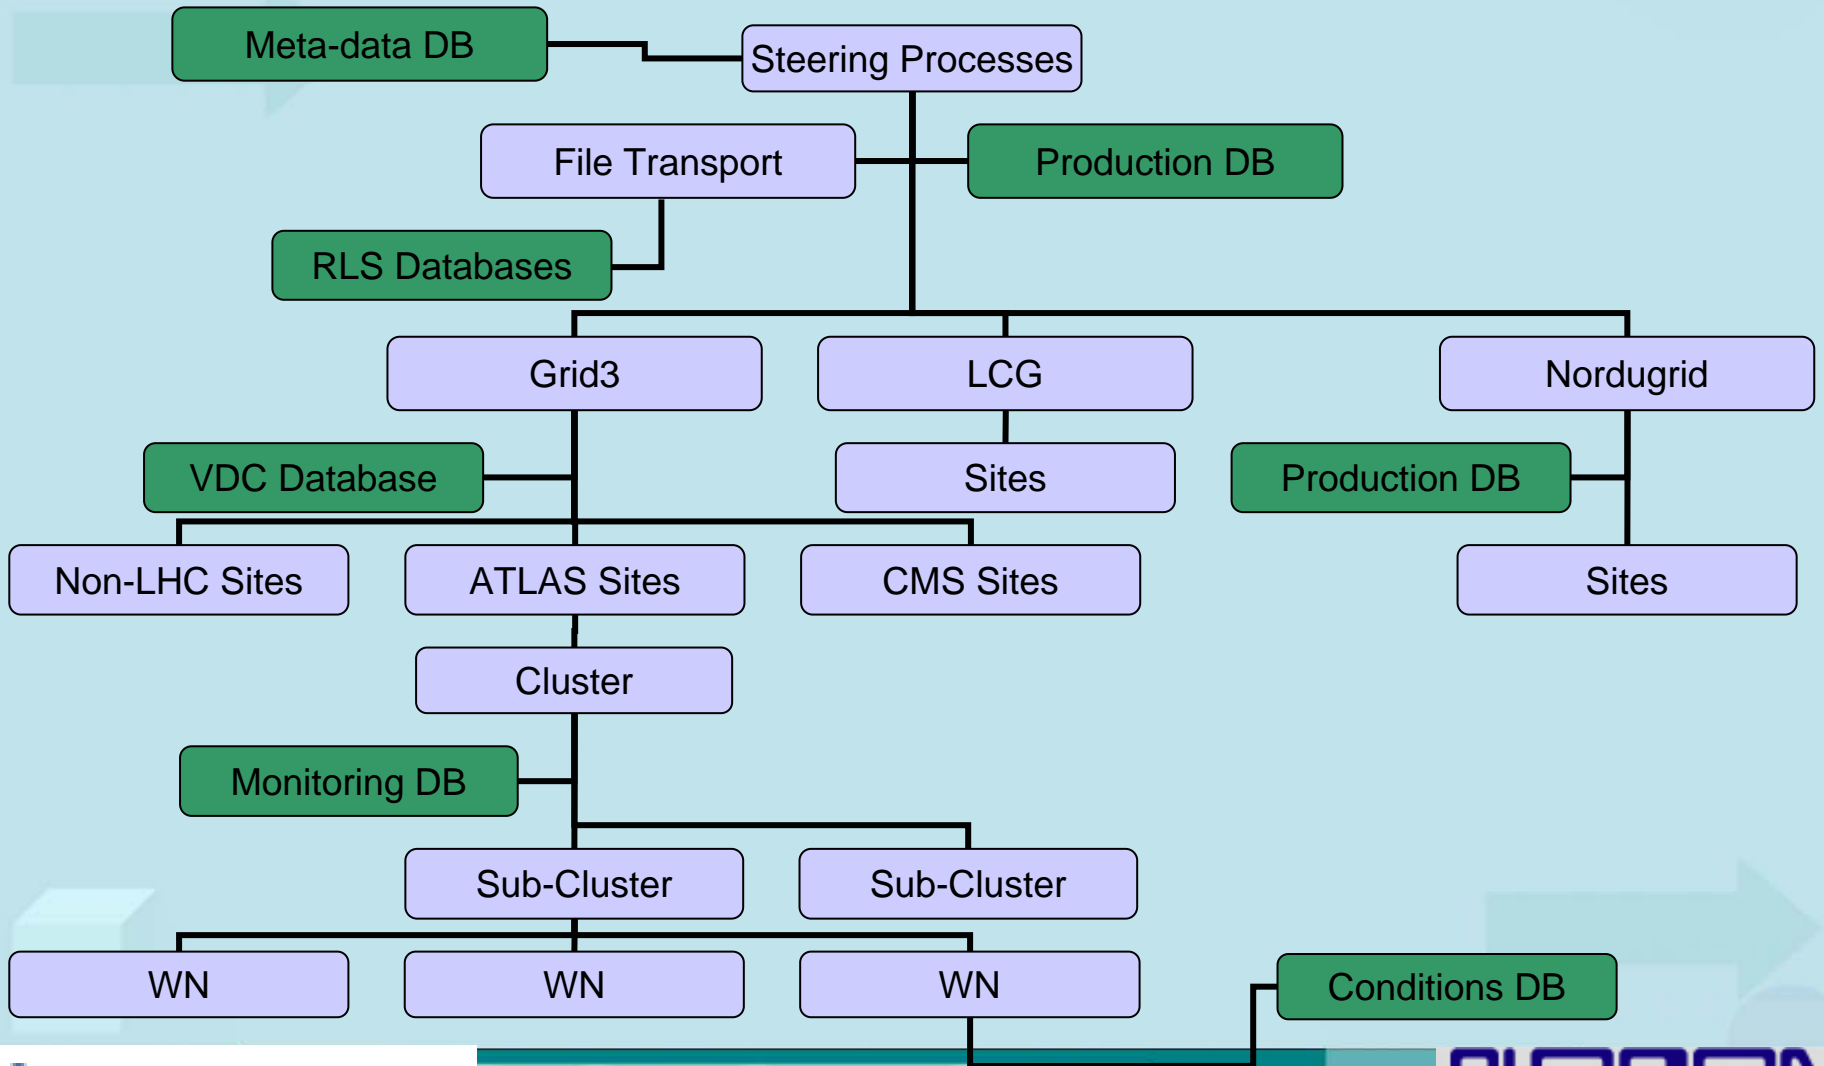 Meta-data DB
Steering Processes
File Transport
Production DB
RLS Databases
Grid3
LCG
Nordugrid
VDC Database
Sites
Production DB
Non-LHC Sites
ATLAS Sites
CMS Sites
Sites
Cluster
Monitoring DB
Sub-Cluster
Sub-Cluster
WN
WN
WN
Conditions DB